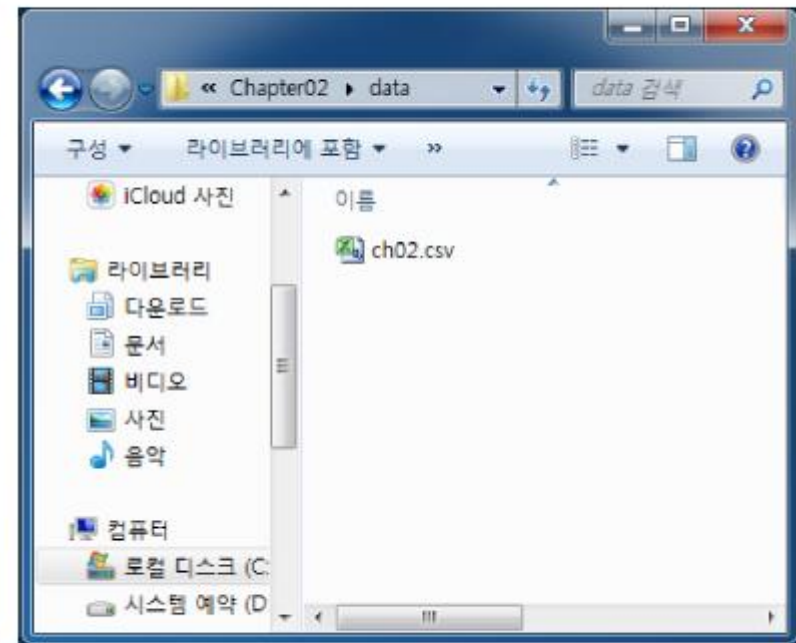 « Chapter02 ▸ data
data 검색
구성 ▼ 라이브러리에 포함 ▼ »
iCloud 사진
라이브러리
다운로드
문서
비디오
사진
음악
컴퓨터
로컬 디스크 (C:
시스템 예약 (D
이름
ch02.csv